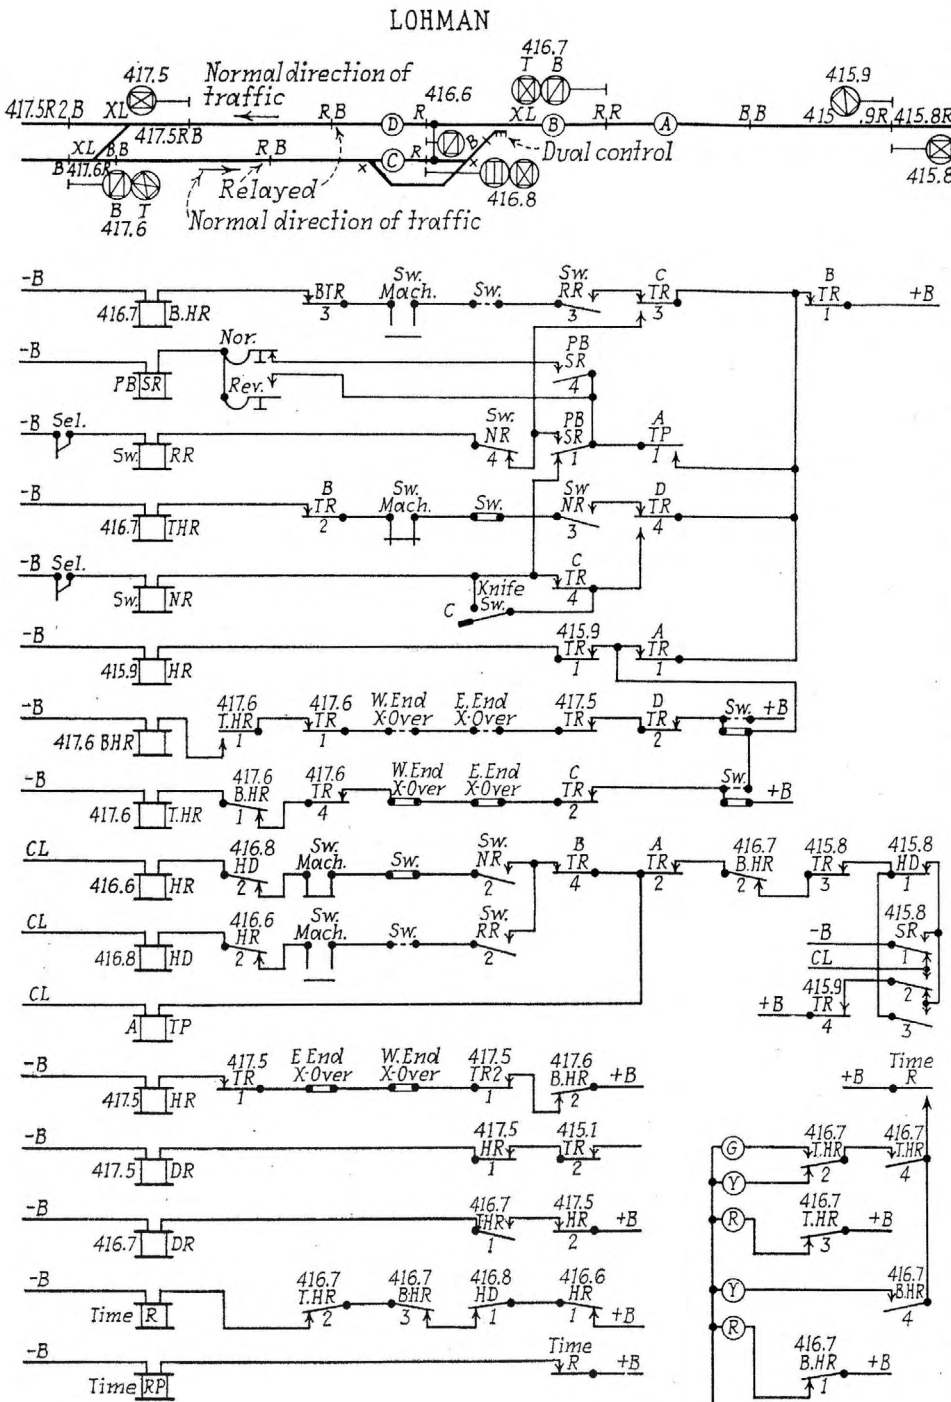 LOHMAN
417.5
Normal direction of
traffic
416.7
T B
415.9
416.6
417.5R2 B
XL
417.5R B
R B
D
R
XL
B
R R
A
B B
415 .9R
415.8R
XL
B B
B 417.6R
R B
C
R
B
Dual control
415.8
Relayed
416.8
B T
417.6
Normal direction of traffic
-B
416.7 B.HR
BTR
3
Sw.
Mach.
Sw.
Sw.
RR
3
C
TR
3
B
TR
1
+B
-B
PB SR
Nor.
Rev.
PB
SR
4
-B Sel.
Sw. RR
Sw.
NR
4
PB
SR
1
A
TP
1
-B
416.7 THR
B
TR
2
Sw.
Mach.
Sw.
Sw
NR
3
D
TR
4
-B Sel.
Sw. NR
Knife
Sw.
C
C
TR
4
-B
415.9 HR
415.9
TR
1
A
TR
1
-B
417.6 BHR
417.6
T.HR
1
417.6
TR
1
W.End
X-Over
E.End
X-Over
417.5
TR
D
TR
2
Sw.
+B
-B
417.6 T.HR
417.6
B.HR
1
417.6
TR
4
W.End
X-Over
E.End
X-Over
C
TR
2
Sw.
+B
CL
416.6 HR
416.8
HD
2
Sw.
Mach.
Sw.
Sw.
NR
2
B
TR
4
A
TR
2
416.7
B.HR
2
415.8
TR
3
415.8
HD
1
CL
416.8 HD
416.6
HR
2
Sw.
Mach.
Sw.
Sw.
RR
2
415.8
SR
-B
1
CL
2
CL
A TP
+B
415.9
TR
4
3
-B
417.5 HR
417.5
TR
1
E.End
X-Over
W.End
X-Over
417.5
TR2
1
417.6
B.HR
2
+B
Time
R
+B
-B
417.5 DR
417.5
HR
1
415.1
TR
2
G
Y
416.7
T.HR
2
416.7
T.HR
4
-B
416.7 DR
416.7
T.HR
1
417.5
HR
2
+B
R
416.7
T.HR
3
+B
-B
Time R
416.7
T.HR
2
416.7
B.HR
3
416.8
HD
1
416.6
HR
1
+B
Y
416.7
B.HR
4
-B
Time RP
Time
R
+B
R
416.7
B.HR
1
+B